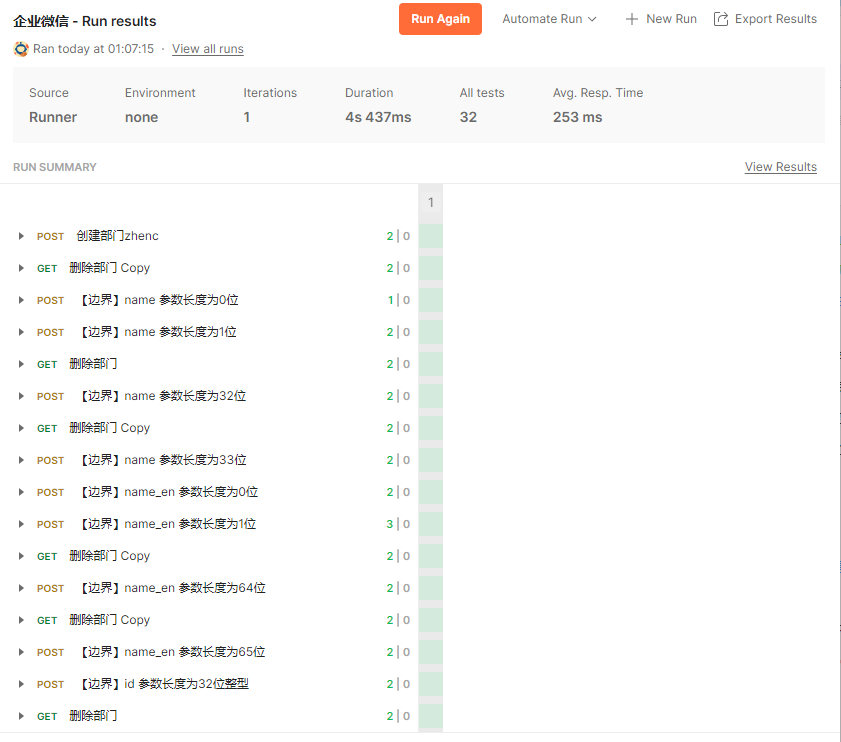 企业微信 - Run results
Run Again
Automate Run
New Run
Export Results
Ran today at 01:07:15 · View all runs
Source Environment Iterations Duration All tests Avg. Resp. Time
Runner none 1 4s 437ms 32 253 ms
RUN SUMMARY View Results
1
POST 创建部门zhenc 2 | 0
GET 删除部门 Copy 2 | 0
POST 【边界】name 参数长度为0位 1 | 0
POST 【边界】name 参数长度为1位 2 | 0
GET 删除部门 2 | 0
POST 【边界】name 参数长度为32位 2 | 0
GET 删除部门 Copy 2 | 0
POST 【边界】name 参数长度为33位 2 | 0
POST 【边界】name_en 参数长度为0位 2 | 0
POST 【边界】name_en 参数长度为1位 3 | 0
GET 删除部门 Copy 2 | 0
POST 【边界】name_en 参数长度为64位 2 | 0
GET 删除部门 Copy 2 | 0
POST 【边界】name_en 参数长度为65位 2 | 0
POST 【边界】id 参数长度为32位整型 2 | 0
GET 删除部门 2 | 0